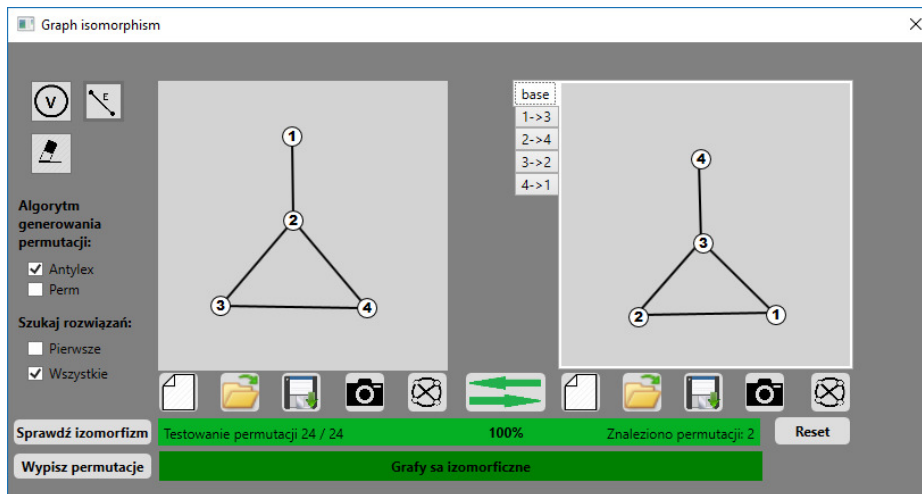 Graph isomorphism
V
E
Algorytm
generowania
permutacji:
Antylex
Perm
Szukaj rozwiązań:
Pierwsze
Wszystkie
1
2
3
4
base
1->3
2->4
3->2
4->1
4
3
2
1
Sprawdź izomorfizm
Testowanie permutacji 24 / 24
100%
Znaleziono permutacji: 2
Reset
Wypisz permutacje
Grafy sa izomorficzne